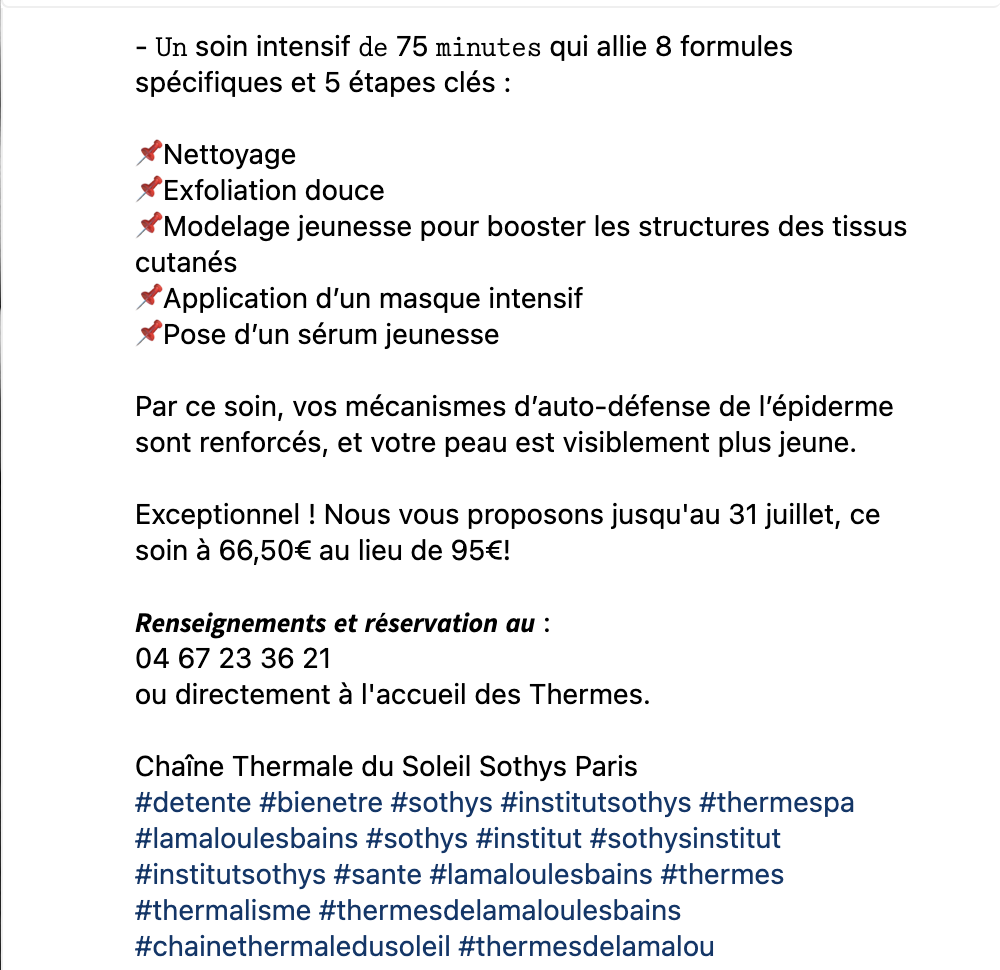 - Un soin intensif de 75 minutes qui allie 8 formules
spécifiques et 5 étapes clés :
📌Nettoyage
📌Exfoliation douce
📌Modelage jeunesse pour booster les structures des tissus
cutanés
📌Application d’un masque intensif
📌Pose d’un sérum jeunesse
Par ce soin, vos mécanismes d’auto-défense de l’épiderme
sont renforcés, et votre peau est visiblement plus jeune.
Exceptionnel ! Nous vous proposons jusqu'au 31 juillet, ce
soin à 66,50€ au lieu de 95€!
Renseignements et réservation au :
04 67 23 36 21
ou directement à l'accueil des Thermes.
Chaîne Thermale du Soleil Sothys Paris
#detente #bienetre #sothys #institutsothys #thermespa
#lamaloulesbains #sothys #institut #sothysinstitut
#institutsothys #sante #lamaloulesbains #thermes
#thermalisme #thermesdelamaloulesbains
#chainethermaledusoleil #thermesdelamalou